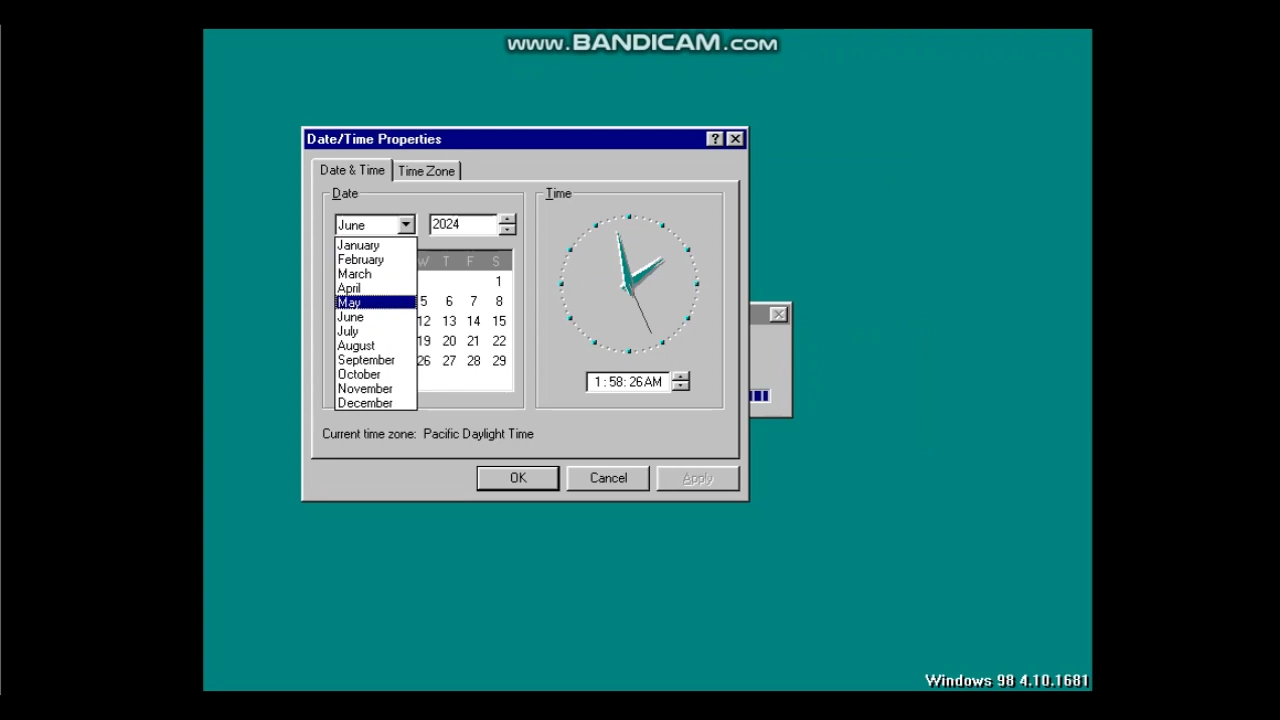 www.BANDICAM.com
Date/Time Properties
Date & Time
Time Zone
Date
June
2024
January
February
March
April
May
June
July
August
September
October
November
December
W T F S
1
5 6 7 8
12 13 14 15
19 20 21 22
26 27 28 29
Time
1:58:26AM
Current time zone: Pacific Daylight Time
OK
Cancel
Apply
Windows 98 4.10.1681